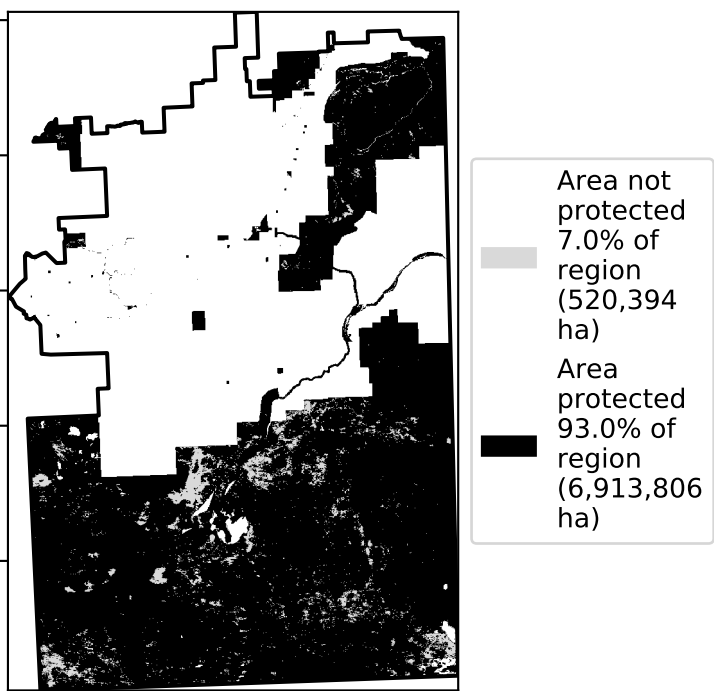 Area not
protected
7.0% of
region
(520,394
ha)
Area
protected
93.0% of
region
(6,913,806
ha)